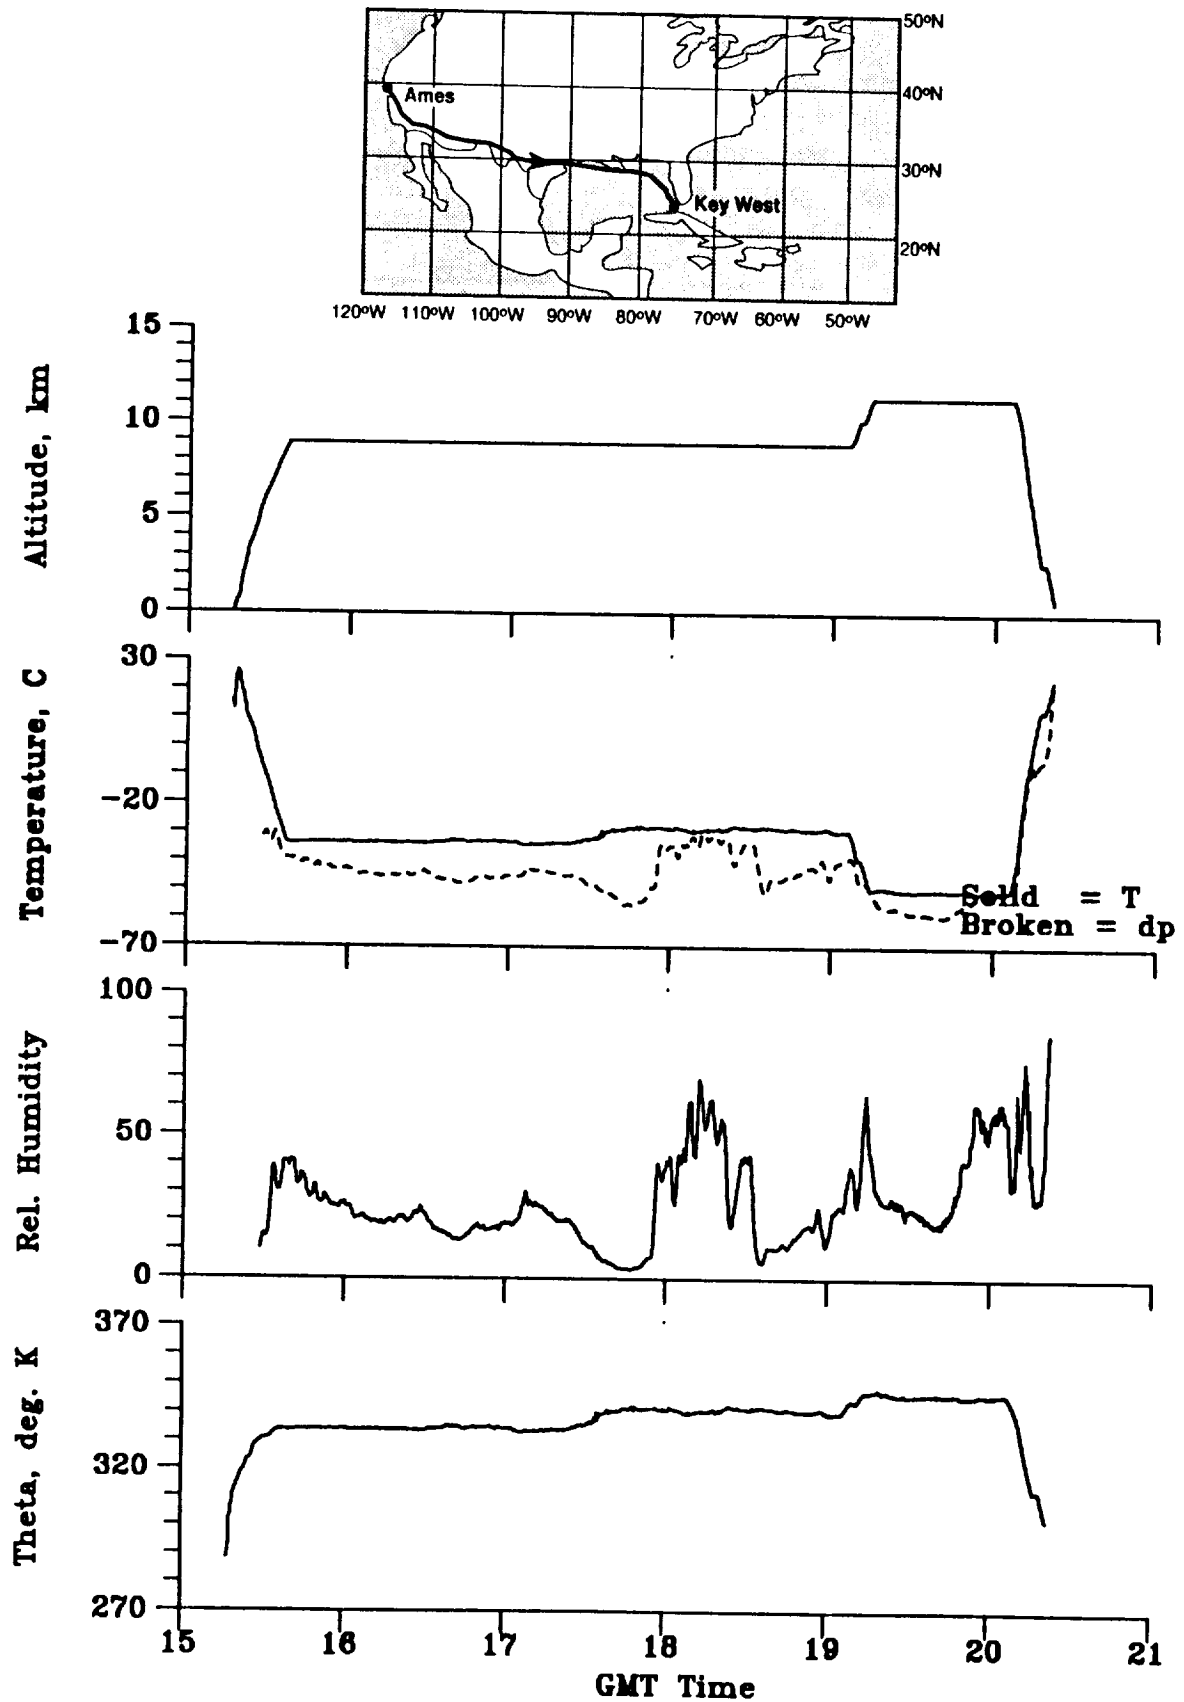 50°N
Ames
40°N
30°N
Key West
20°N
120°W 110°W 100°W 90°W 80°W 70°W 60°W 50°W
15
10
5
0
Altitude, km
30
-20
-70
Temperature, C
Solid = T
Broken = dp
100
50
0
Rel. Humidity
370
320
270
Theta, deg. K
15 16 17 18 19 20 21
GMT Time